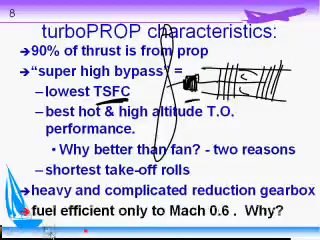 8
turboPROP characteristics:
➔90% of thrust is from prop
➔“super high bypass” =
–lowest TSFC
–best hot & high altitude T.O.
performance.
•Why better than fan? - two reasons
–shortest take-off rolls
➔heavy and complicated reduction gearbox
➔fuel efficient only to Mach 0.6 . Why?